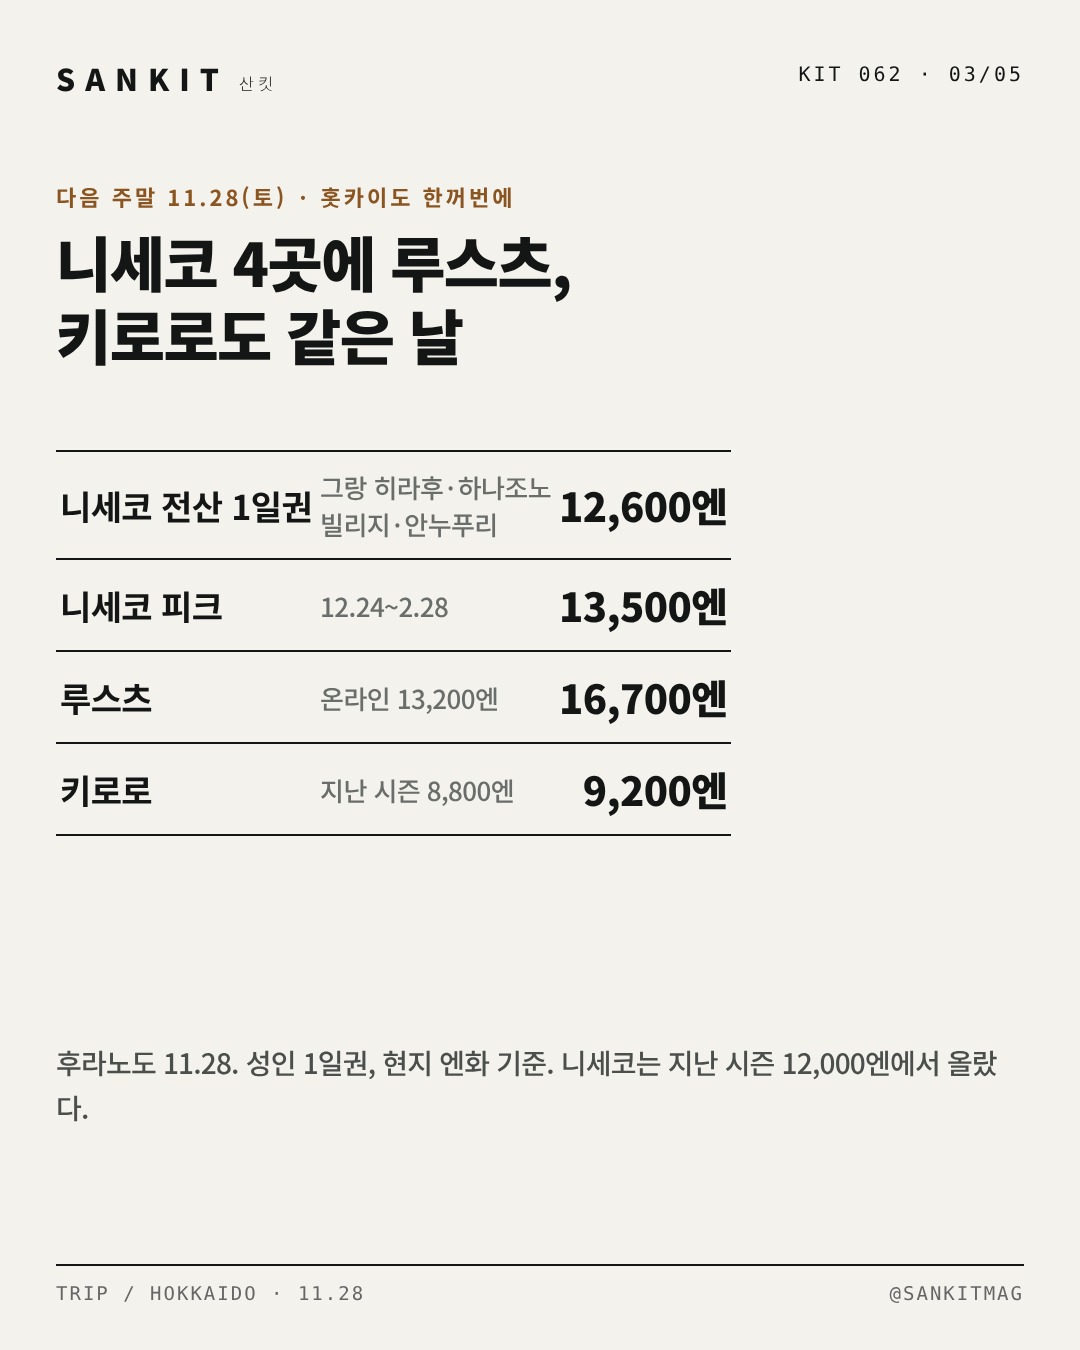 SANKIT 산킷
KIT 062 · 03/05
다음 주말 11.28(토) · 홋카이도 한꺼번에
니세코 4곳에 루스츠,
키로로도 같은 날
니세코 전산 1일권 그랑 히라후·하나조노 12,600엔
빌리지·안누푸리
니세코 피크 12.24~2.28 13,500엔
루스츠 온라인 13,200엔 16,700엔
키로로 지난 시즌 8,800엔 9,200엔
후라노도 11.28. 성인 1일권, 현지 엔화 기준. 니세코는 지난 시즌 12,000엔에서 올랐
다.
TRIP / HOKKAIDO · 11.28
@SANKITMAG